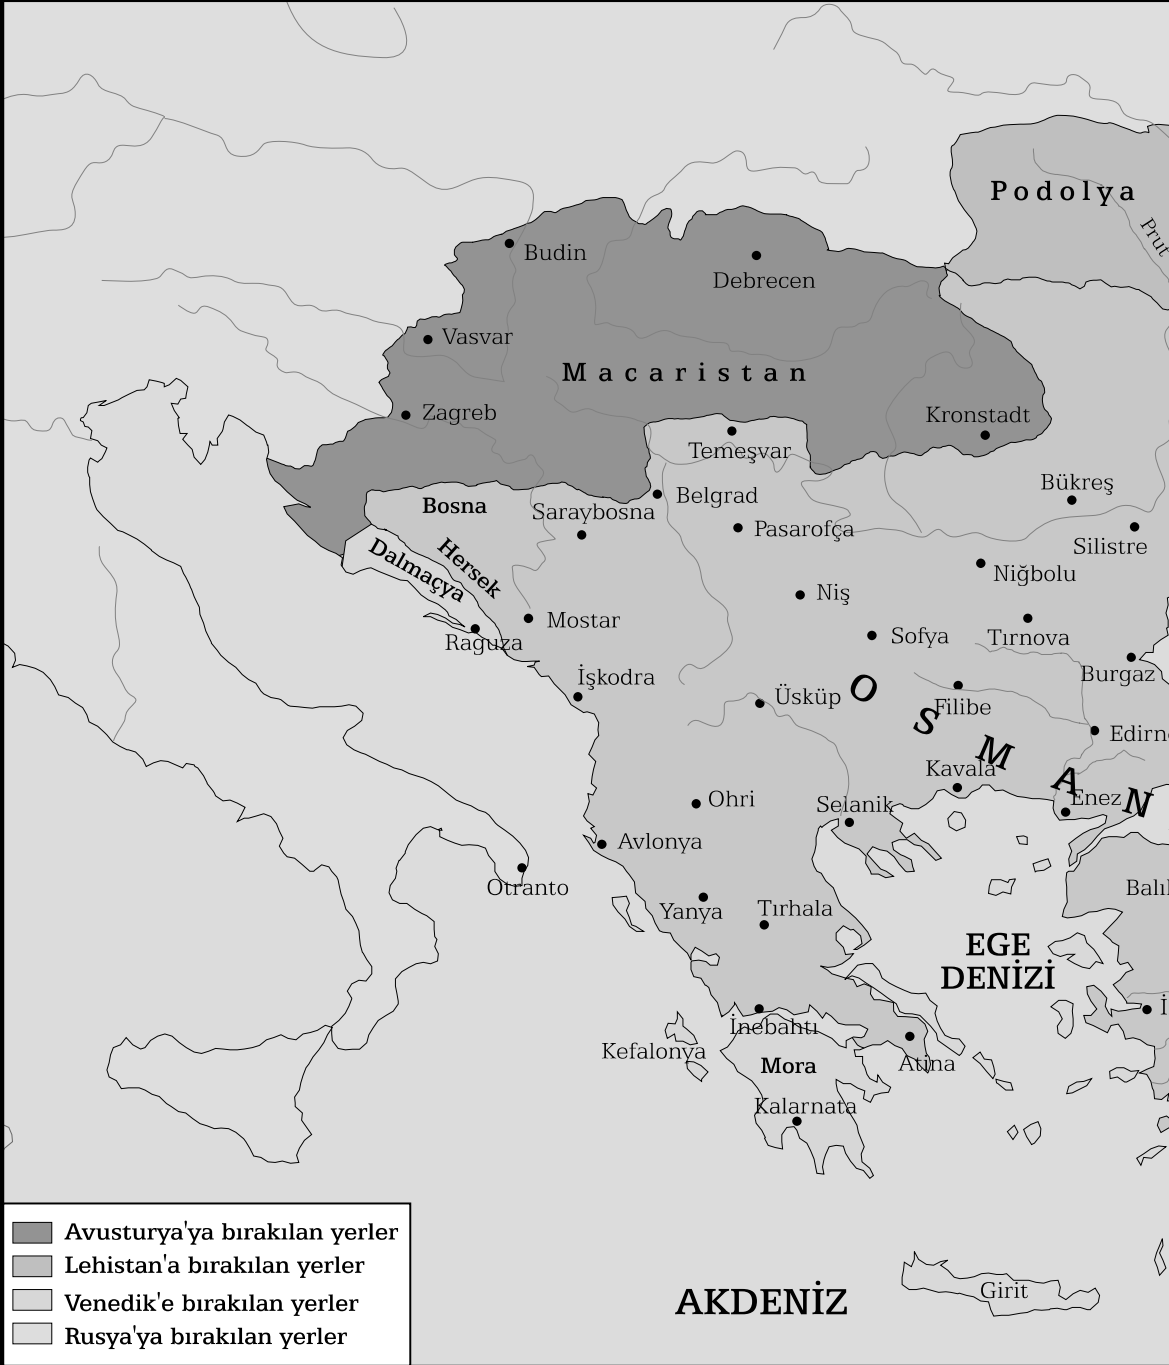 Podolya
Prut
Budin
Debrecen
Vasvar
Macaristan
Zagreb
Kronstadt
Temeşvar
Bükreş
Belgrad
Bosna
Saraybosna
Pasarofça
Silistre
Hersek
Dalmaçya
Niğbolu
Niş
Mostar
Sofya
Tırnova
Raguza
Burgaz
İşkodra
Üsküp
Filibe
OSMAN
Edirn
Kavala
Enez
Ohri
Selanik
Avlonya
Otranto
Balıl
Yanya
Tırhala
EGE
DENİZİ
İ
İnebahtı
Kefalonya
Mora
Atina
Kalarnata
Avusturya'ya bırakılan yerler
Lehistan'a bırakılan yerler
Venedik'e bırakılan yerler
Rusya'ya bırakılan yerler
AKDENİZ
Girit